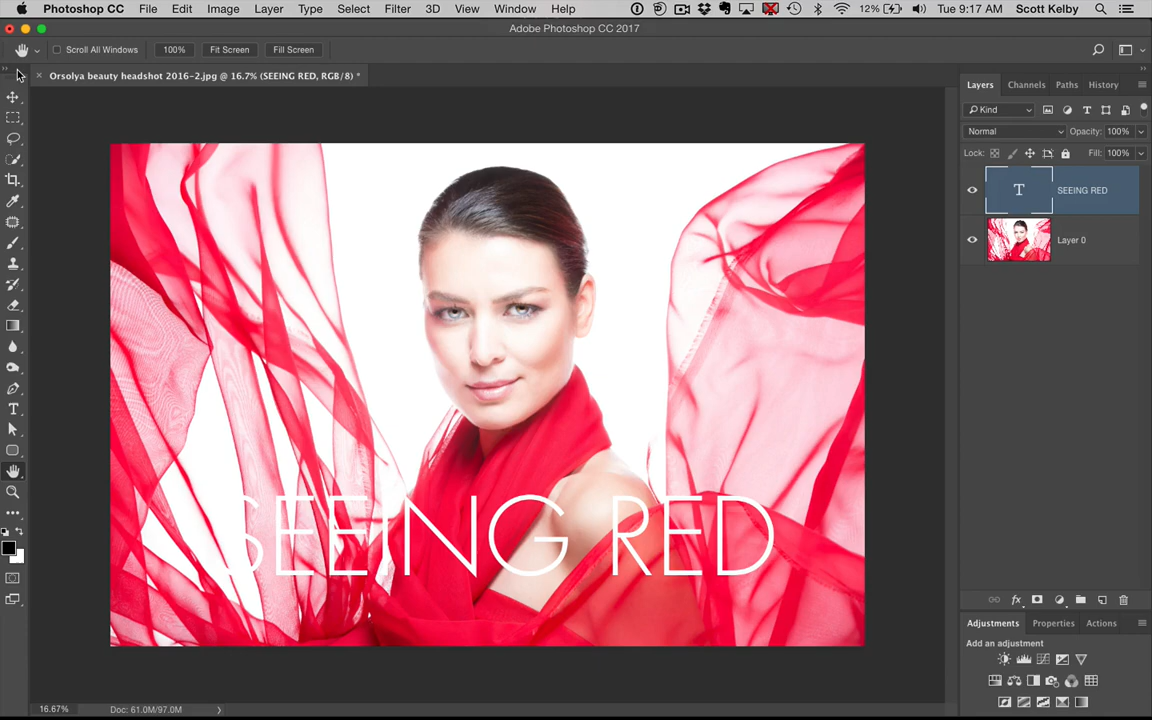 Photoshop CC File Edit Image Layer Type Select Filter 3D View Window Help 12% Tue 9:17 AM Scott Kelby
Adobe Photoshop CC 2017
Scroll All Windows 100% Fit Screen Fill Screen
× Orsolya beauty headshot 2016-2.jpg @ 16.7% (SEEING RED, RGB/8) *
Layers Channels Paths History
Kind
Normal Opacity: 100%
Lock: Fill: 100%
T SEEING RED
Layer 0
SEEING RED
fx
Adjustments Properties Actions
Add an adjustment
16.67% Doc: 61.0M/97.0M